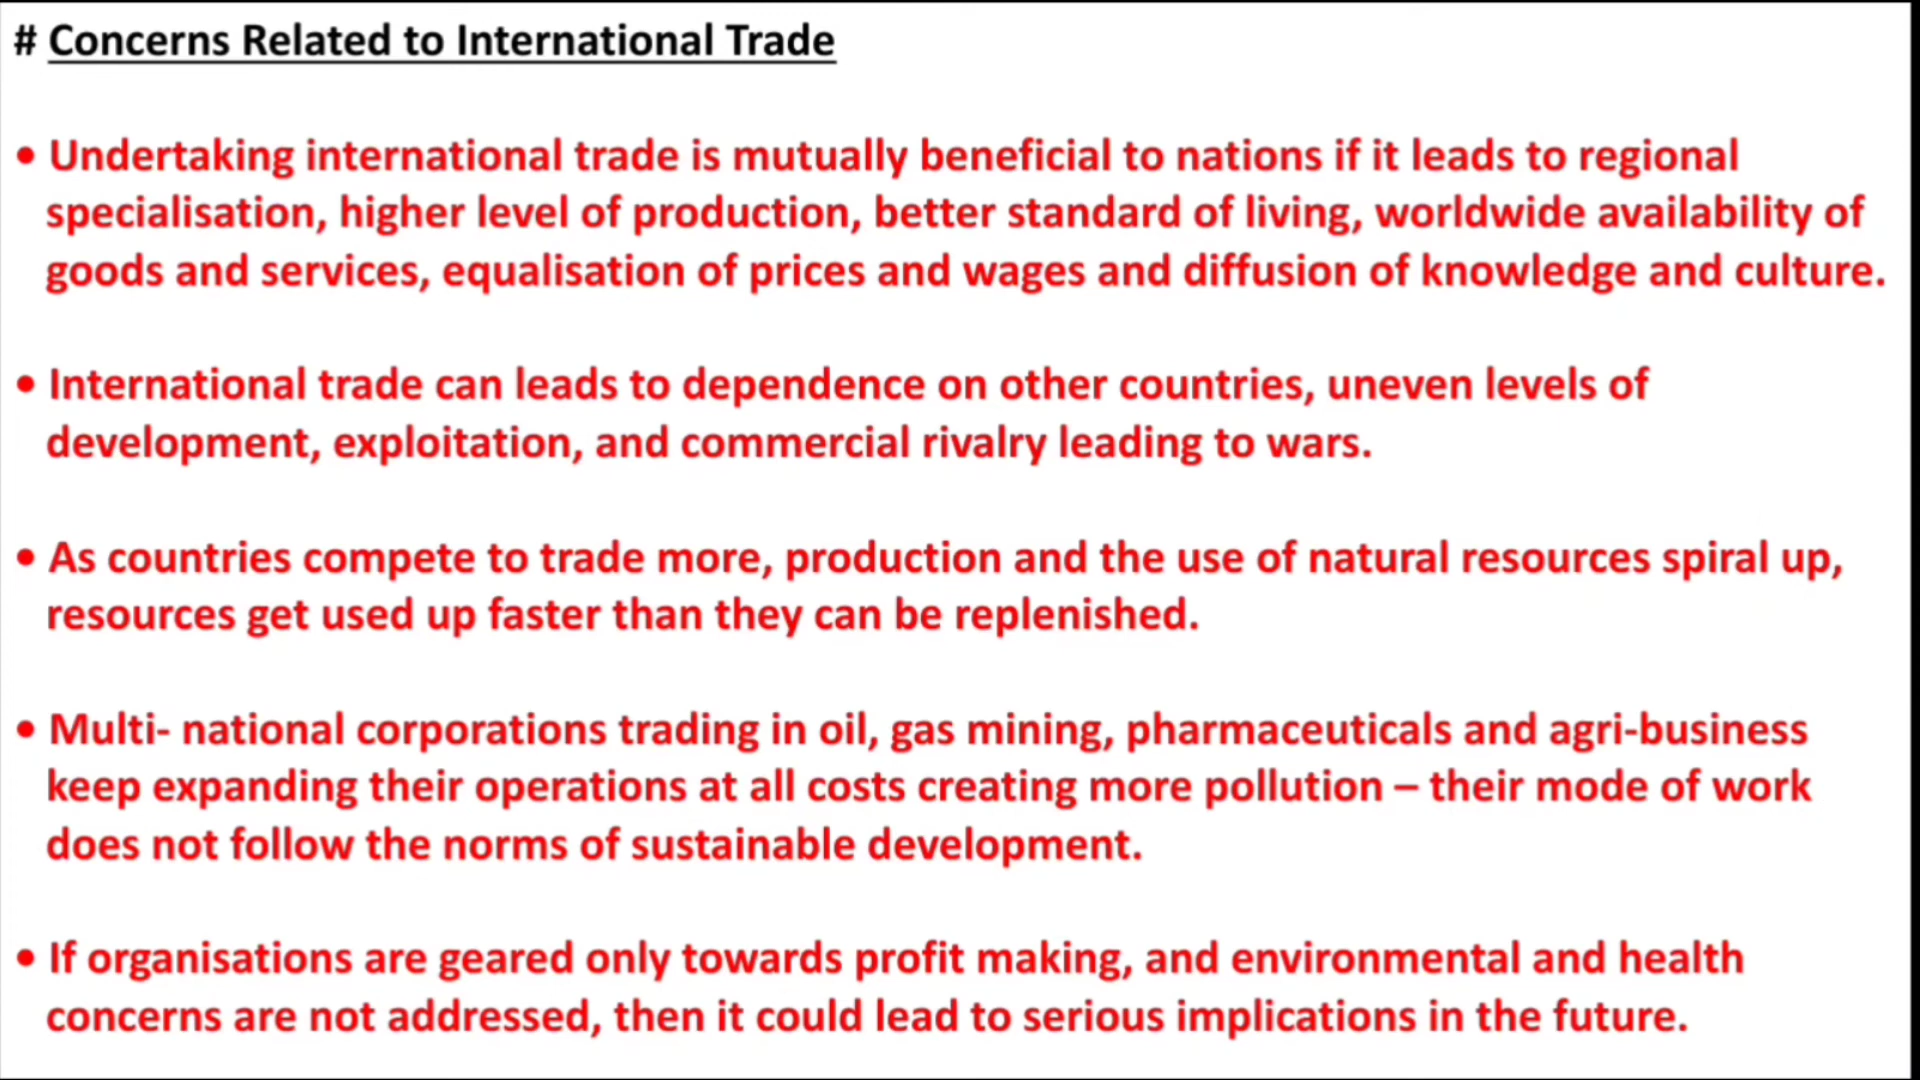 # Concerns Related to International Trade
• Undertaking international trade is mutually beneficial to nations if it leads to regional
specialisation, higher level of production, better standard of living, worldwide availability of
goods and services, equalisation of prices and wages and diffusion of knowledge and culture.
• International trade can leads to dependence on other countries, uneven levels of
development, exploitation, and commercial rivalry leading to wars.
• As countries compete to trade more, production and the use of natural resources spiral up,
resources get used up faster than they can be replenished.
• Multi- national corporations trading in oil, gas mining, pharmaceuticals and agri-business
keep expanding their operations at all costs creating more pollution – their mode of work
does not follow the norms of sustainable development.
• If organisations are geared only towards profit making, and environmental and health
concerns are not addressed, then it could lead to serious implications in the future.